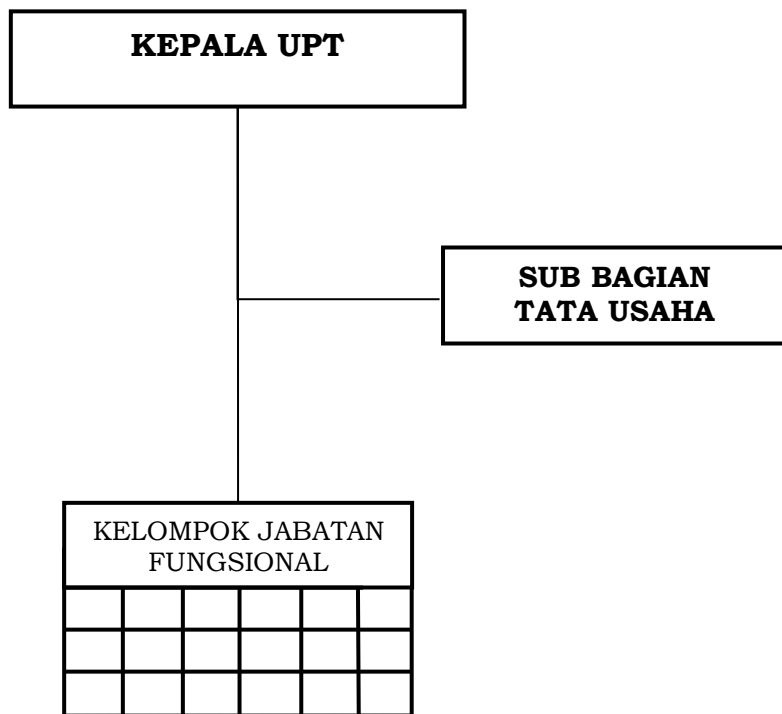 KEPALA UPT
SUB BAGIAN
TATA USAHA
KELOMPOK JABATAN
FUNGSIONAL